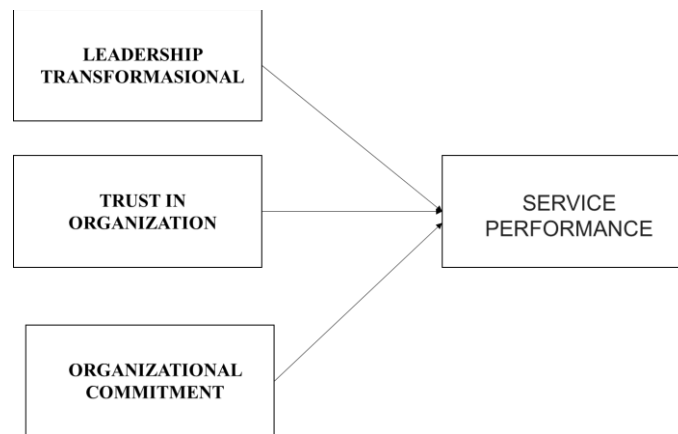 LEADERSHIP
TRANSFORMASIONAL
TRUST IN
ORGANIZATION
SERVICE
PERFORMANCE
ORGANIZATIONAL
COMMITMENT